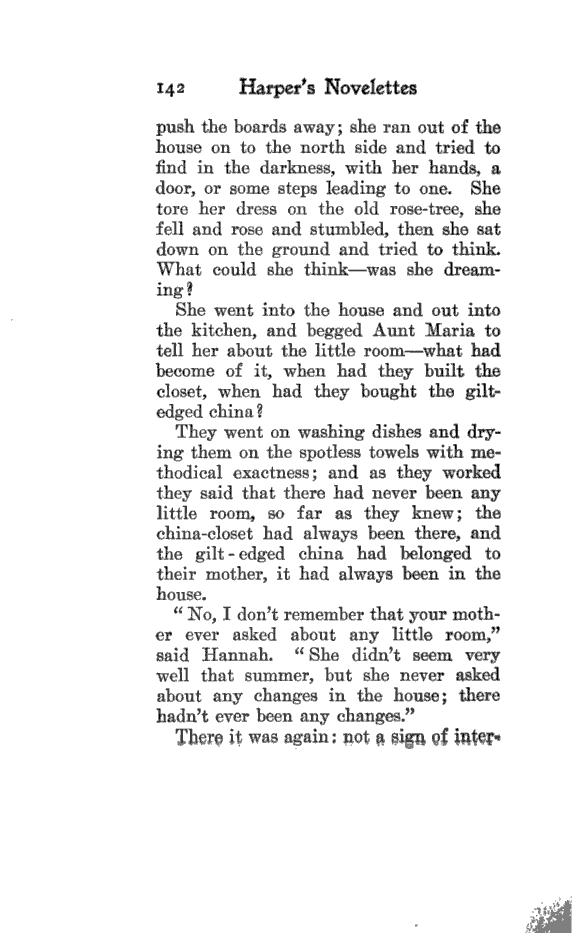 142 Harper's Novelettes
push the boards away; she ran out of the
house on to the north side and tried to
find in the darkness, with her hands, a
door, or some steps leading to one. She
tore her dress on the old rose-tree, she
fell and rose and stumbled, then she sat
down on the ground and tried to think.
What could she think—was she dream-
ing?
She went into the house and out into
the kitchen, and begged Aunt Maria to
tell her about the little room—what had
become of it, when had they built the
closet, when had they bought the gilt-
edged china?
They went on washing dishes and dry-
ing them on the spotless towels with me-
thodical exactness; and as they worked
they said that there had never been any
little room, so far as they knew; the
china-closet had always been there, and
the gilt-edged china had belonged to
their mother, it had always been in the
house.
"No, I don't remember that your moth-
er ever asked about any little room,"
said Hannah. "She didn't seem very
well that summer, but she never asked
about any changes in the house; there
hadn't ever been any changes."
There it was again: not a sign of inter-